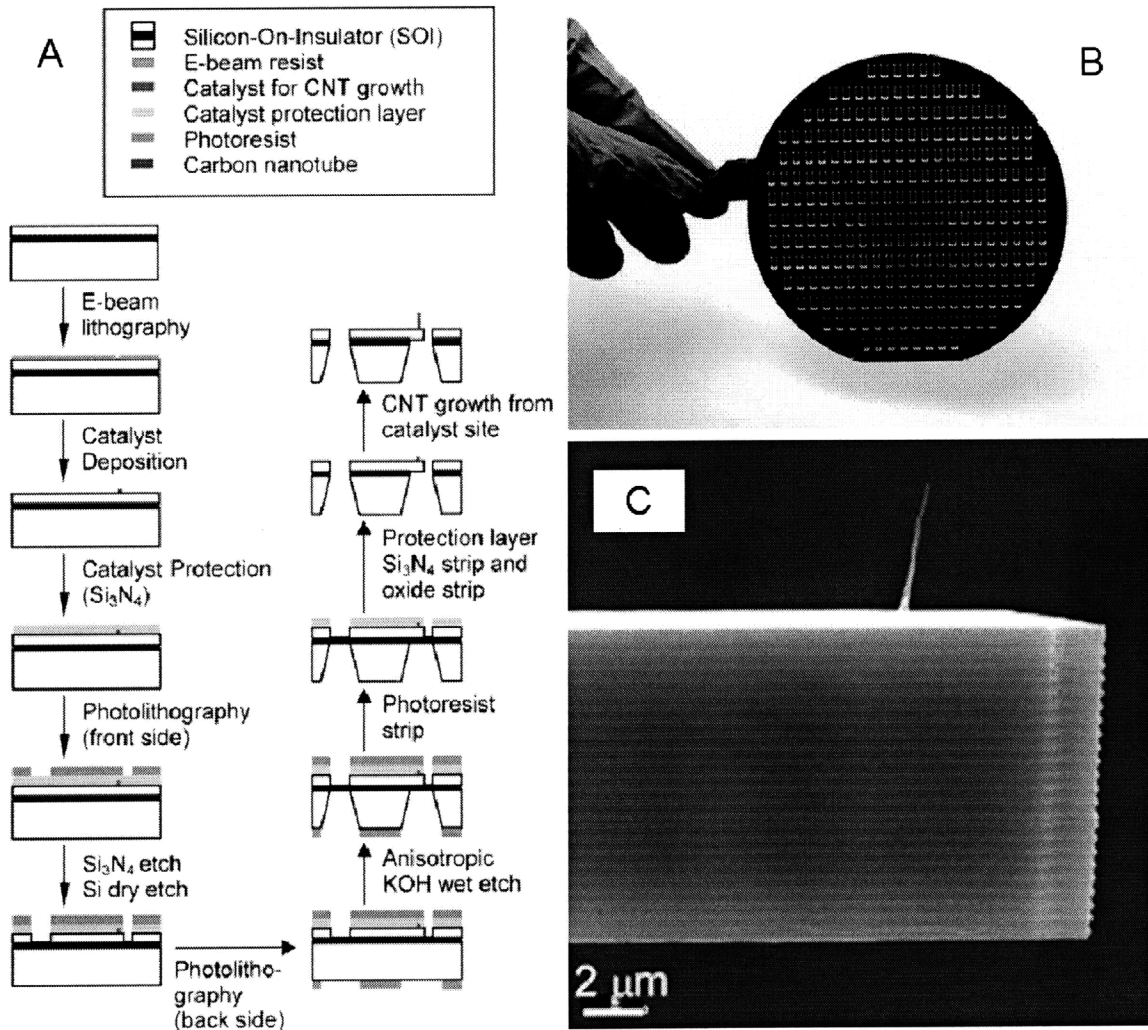 A
Silicon-On-Insulator (SOI)
E-beam resist
Catalyst for CNT growth
Catalyst protection layer
Photoresist
Carbon nanotube
E-beam
lithography
Catalyst
Deposition
Catalyst Protection
(Si₃N₄)
Photolithography
(front side)
Si₃N₄ etch
Si dry etch
Photolitho-
graphy
(back side)
Anisotropic
KOH wet etch
Photoresist
strip
Protection layer
Si₃N₄ strip and
oxide strip
CNT growth from
catalyst site
B
C
2 μm